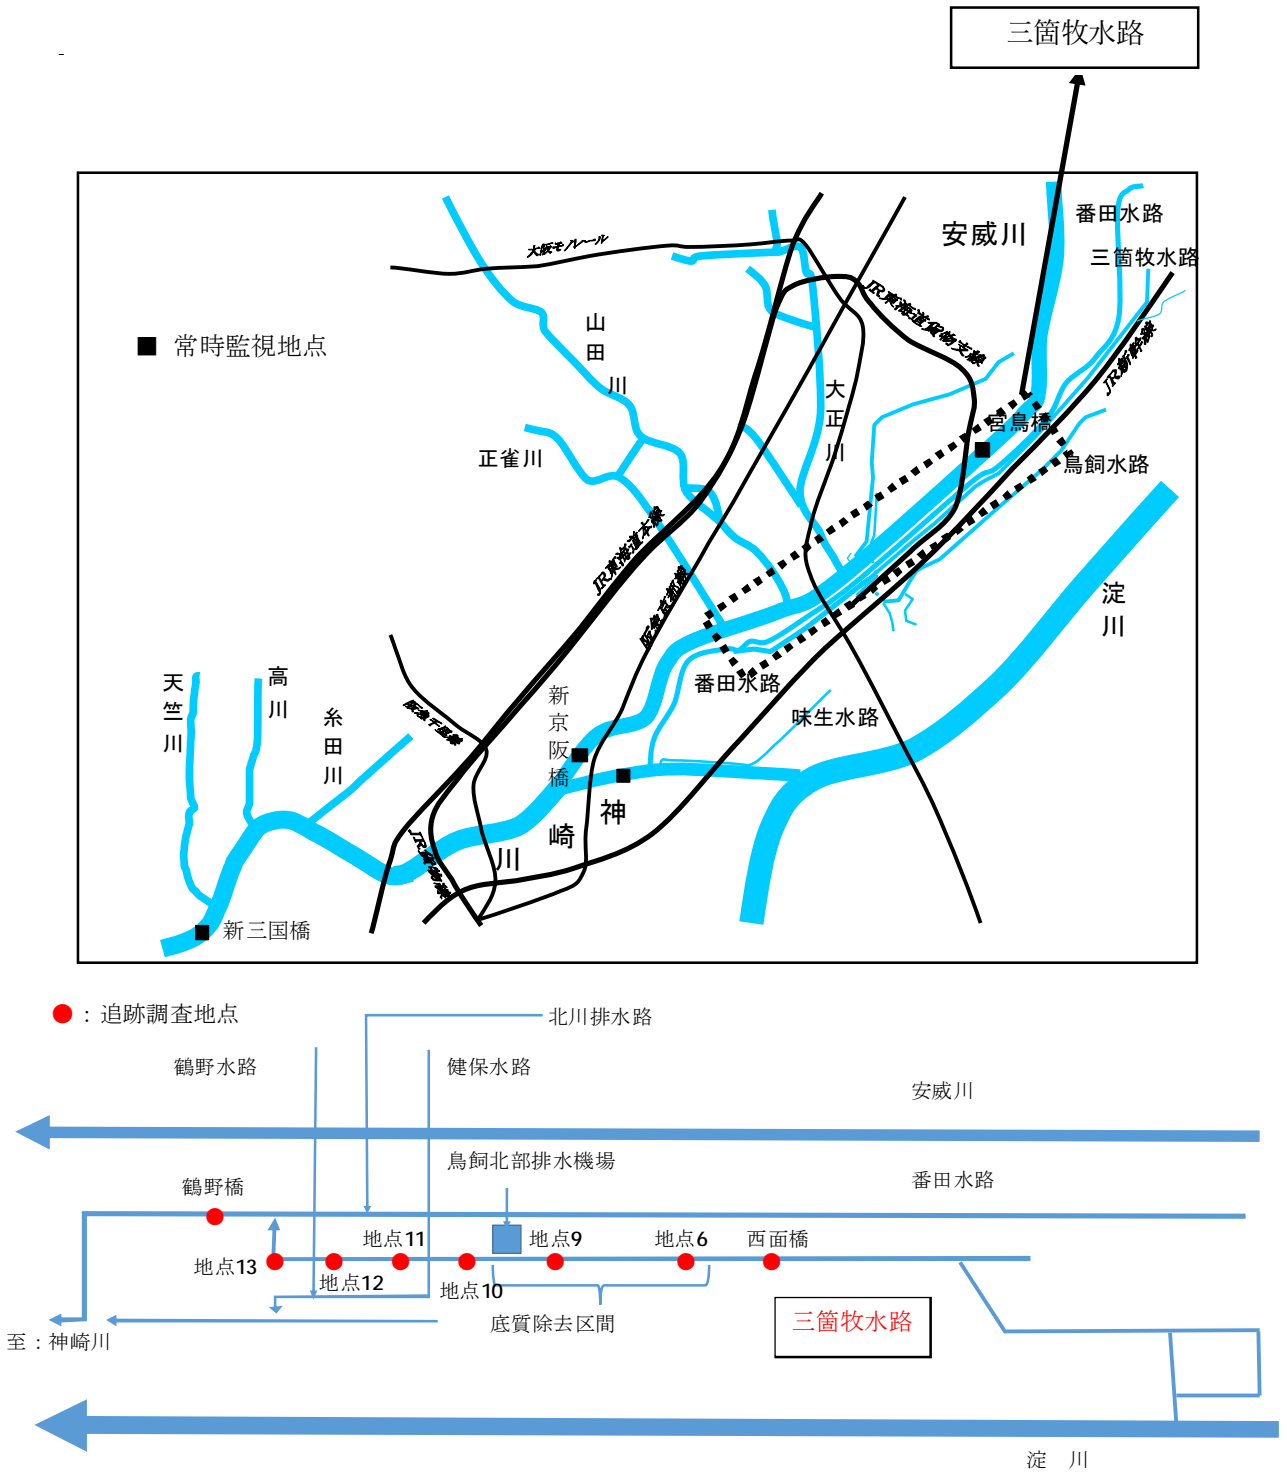 三箇牧水路
安威川
番田水路
三箇牧水路
大阪モノレール
JR東海道貨物支線
JR新幹線
山田川
■ 常時監視地点
大正川
宮鳥橋
正雀川
鳥飼水路
JR東海道本線
阪急京都線
淀川
天竺川
高川
糸田川
阪急千里線
新京阪橋
番田水路
味生水路
神崎川
JR貨物線
新三国橋
●：追跡調査地点
北川排水路
鶴野水路
健保水路
安威川
鳥飼北部排水機場
鶴野橋
番田水路
地点11
地点9
地点6
西面橋
地点13
地点12
地点10
底質除去区間
三箇牧水路
至：神崎川
淀　川